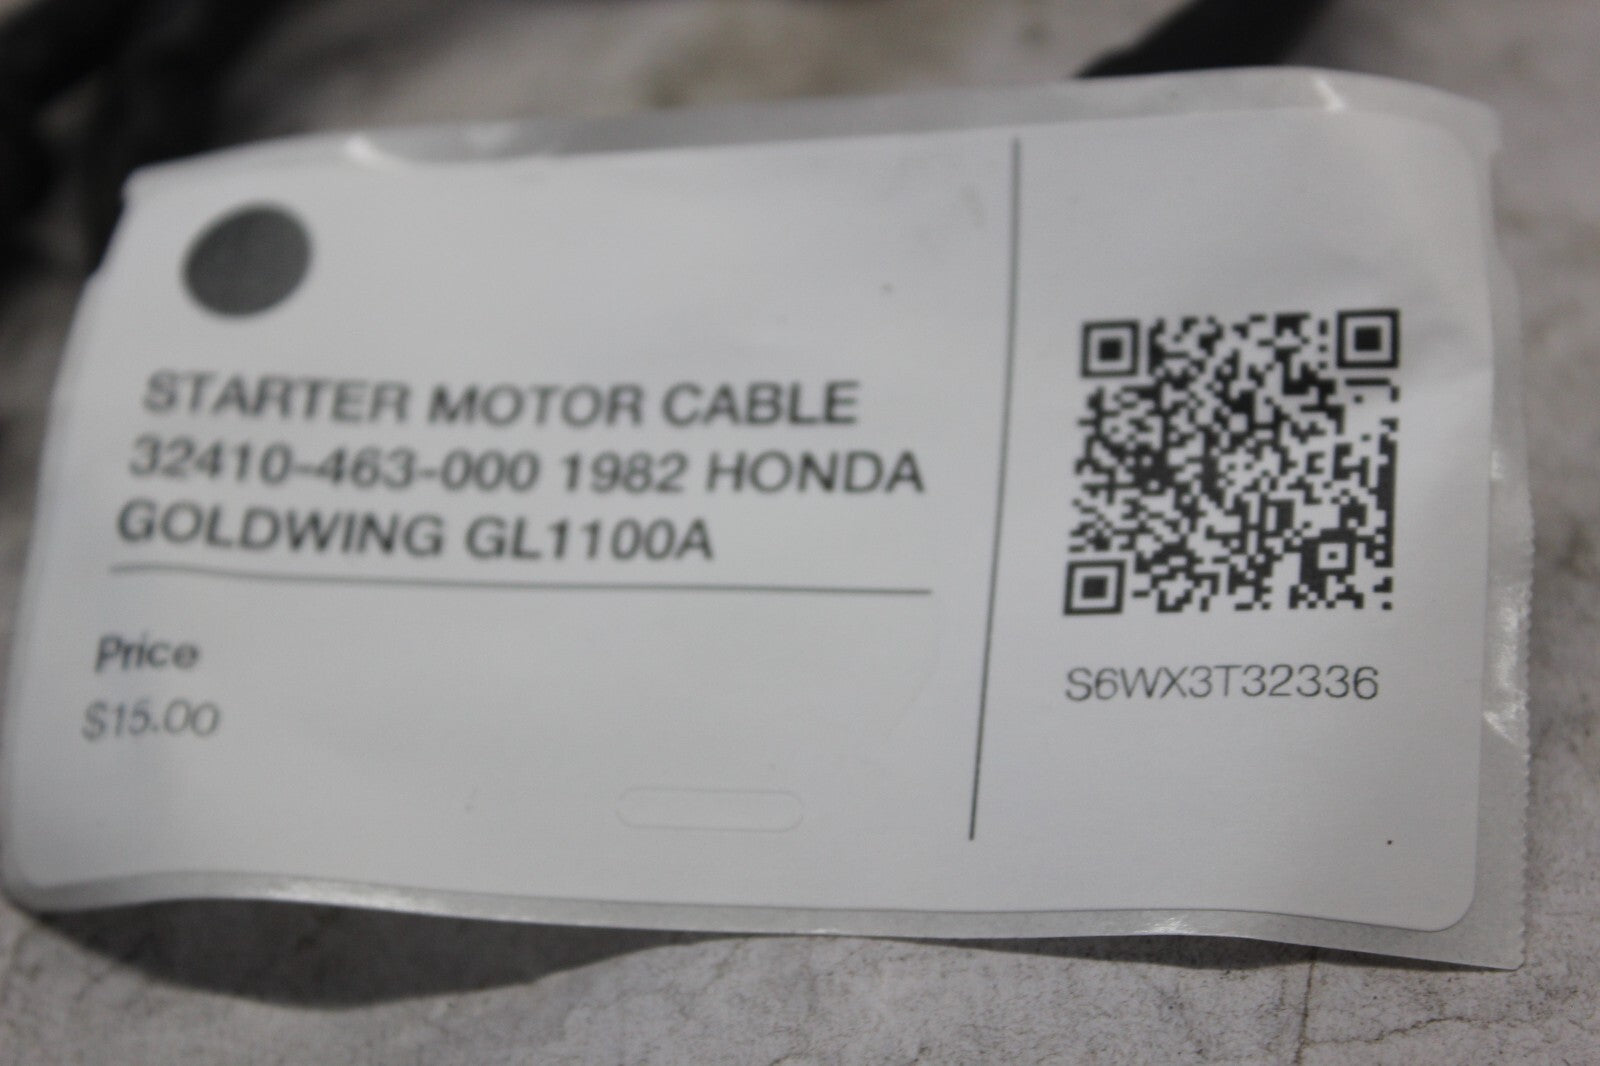 STARTER MOTOR CABLE
32410-463-000 1982 HONDA
GOLDWING GL1100A
Price
$15.00
S6WX3T32336